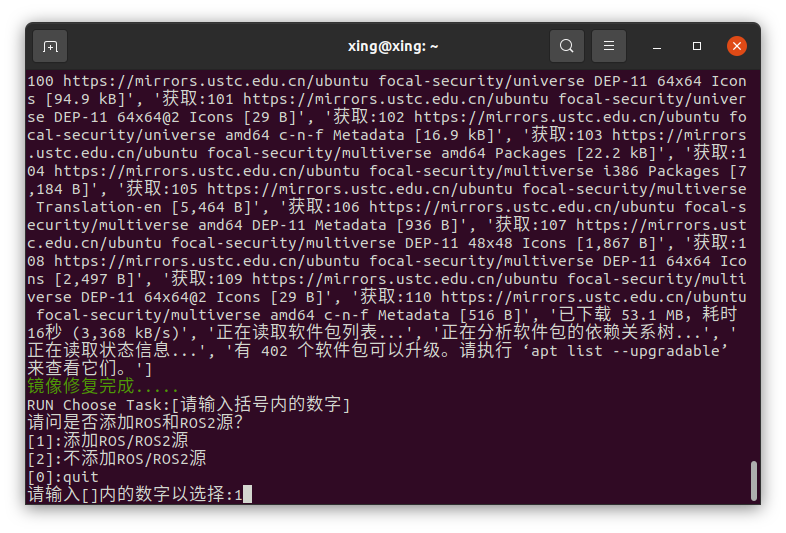 xing@xing: ~
100 https://mirrors.ustc.edu.cn/ubuntu focal-security/universe DEP-11 64x64 Icon
s [94.9 kB]', '获取:101 https://mirrors.ustc.edu.cn/ubuntu focal-security/univer
se DEP-11 64x64@2 Icons [29 B]', '获取:102 https://mirrors.ustc.edu.cn/ubuntu fo
cal-security/universe amd64 c-n-f Metadata [16.9 kB]', '获取:103 https://mirrors
.ustc.edu.cn/ubuntu focal-security/multiverse amd64 Packages [22.2 kB]', '获取:1
04 https://mirrors.ustc.edu.cn/ubuntu focal-security/multiverse i386 Packages [7
,184 B]', '获取:105 https://mirrors.ustc.edu.cn/ubuntu focal-security/multiverse
 Translation-en [5,464 B]', '获取:106 https://mirrors.ustc.edu.cn/ubuntu focal-s
ecurity/multiverse amd64 DEP-11 Metadata [936 B]', '获取:107 https://mirrors.ust
c.edu.cn/ubuntu focal-security/multiverse DEP-11 48x48 Icons [1,867 B]', '获取:1
08 https://mirrors.ustc.edu.cn/ubuntu focal-security/multiverse DEP-11 64x64 Ico
ns [2,497 B]', '获取:109 https://mirrors.ustc.edu.cn/ubuntu focal-security/multi
verse DEP-11 64x64@2 Icons [29 B]', '获取:110 https://mirrors.ustc.edu.cn/ubuntu
 focal-security/multiverse amd64 c-n-f Metadata [516 B]', '已下载 53.1 MB，耗时
16秒 (3,368 kB/s)', '正在读取软件包列表...', '正在分析软件包的依赖关系树...', '
正在读取状态信息...', '有 402 个软件包可以升级。请执行 ‘apt list --upgradable’
来查看它们。']
镜像修复完成.....
RUN Choose Task:[请输入括号内的数字]
请问是否添加ROS和ROS2源？
[1]:添加ROS/ROS2源
[2]:不添加ROS/ROS2源
[0]:quit
请输入[]内的数字以选择:1